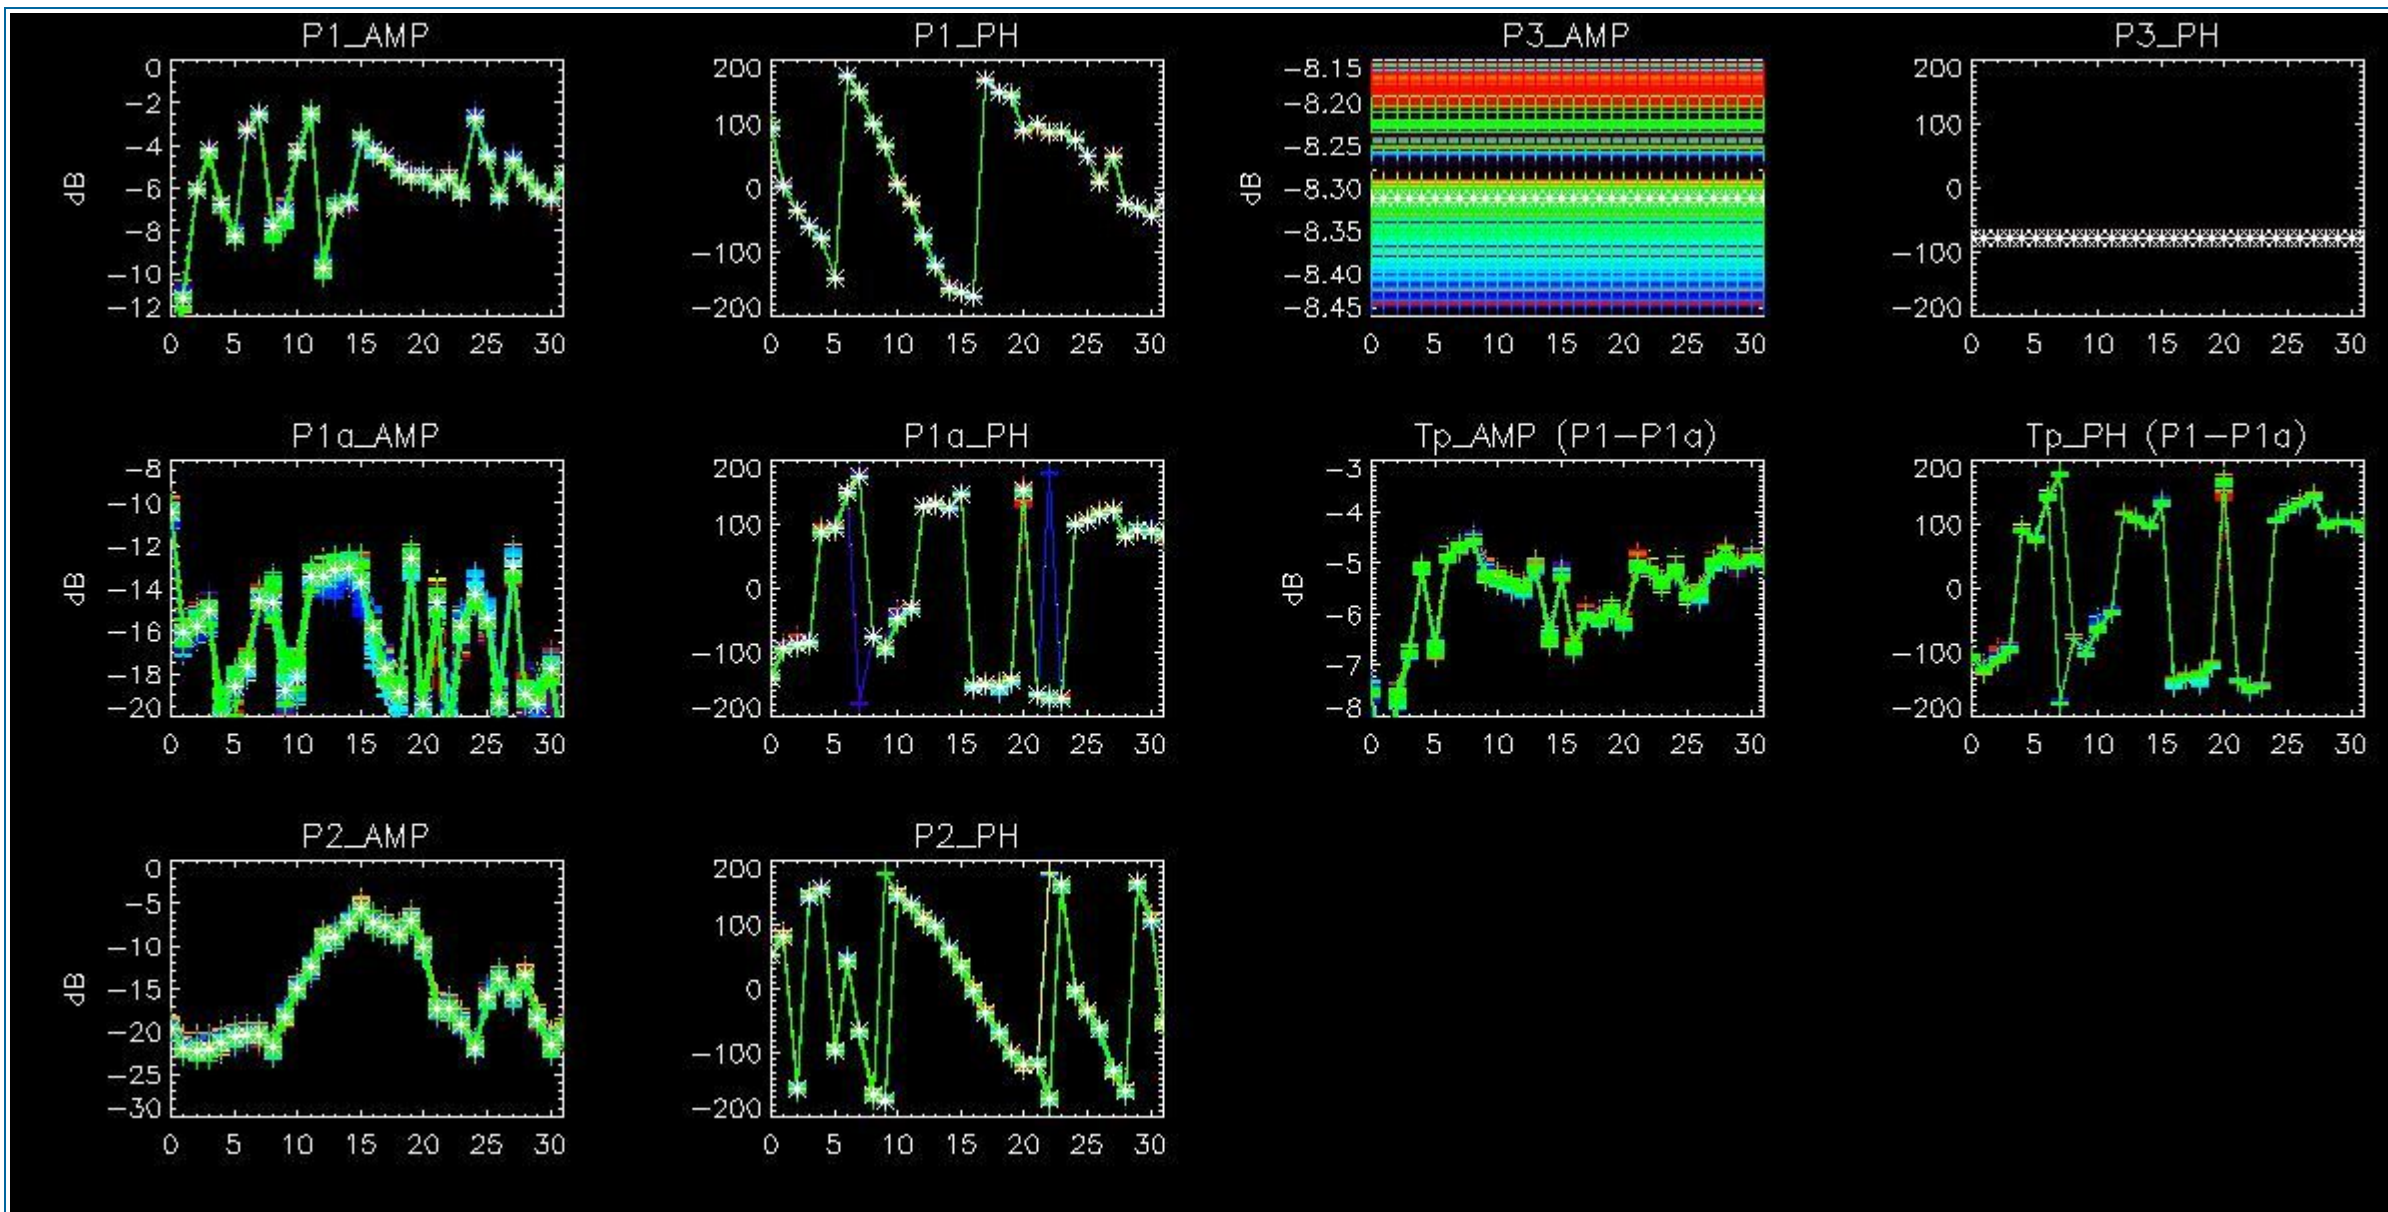 P1_AMP P1_PH P3_AMP P3_PH
0 200 -8.15 200
-2 100 -8.20 100
-4 0 -8.25 0
-6 -100 -8.30 -100
-8 -200 -8.35 -200
-10 -8.40
-12 -8.45
dB dB
0 5 10 15 20 25 30 0 5 10 15 20 25 30 0 5 10 15 20 25 30 0 5 10 15 20 25 30
P1a_AMP P1a_PH Tp_AMP (P1-P1a) Tp_PH (P1-P1a)
-8 200 -3 200
-10 100 -4 100
-12 0 -5 0
-14 -100 -6 -100
-16 -200 -7 -200
-18 -8
-20
dB dB
0 5 10 15 20 25 30 0 5 10 15 20 25 30 0 5 10 15 20 25 30 0 5 10 15 20 25 30
P2_AMP P2_PH
0 200
-5 100
-10 0
-15 -100
-20 -200
-25
-30
dB
0 5 10 15 20 25 30 0 5 10 15 20 25 30